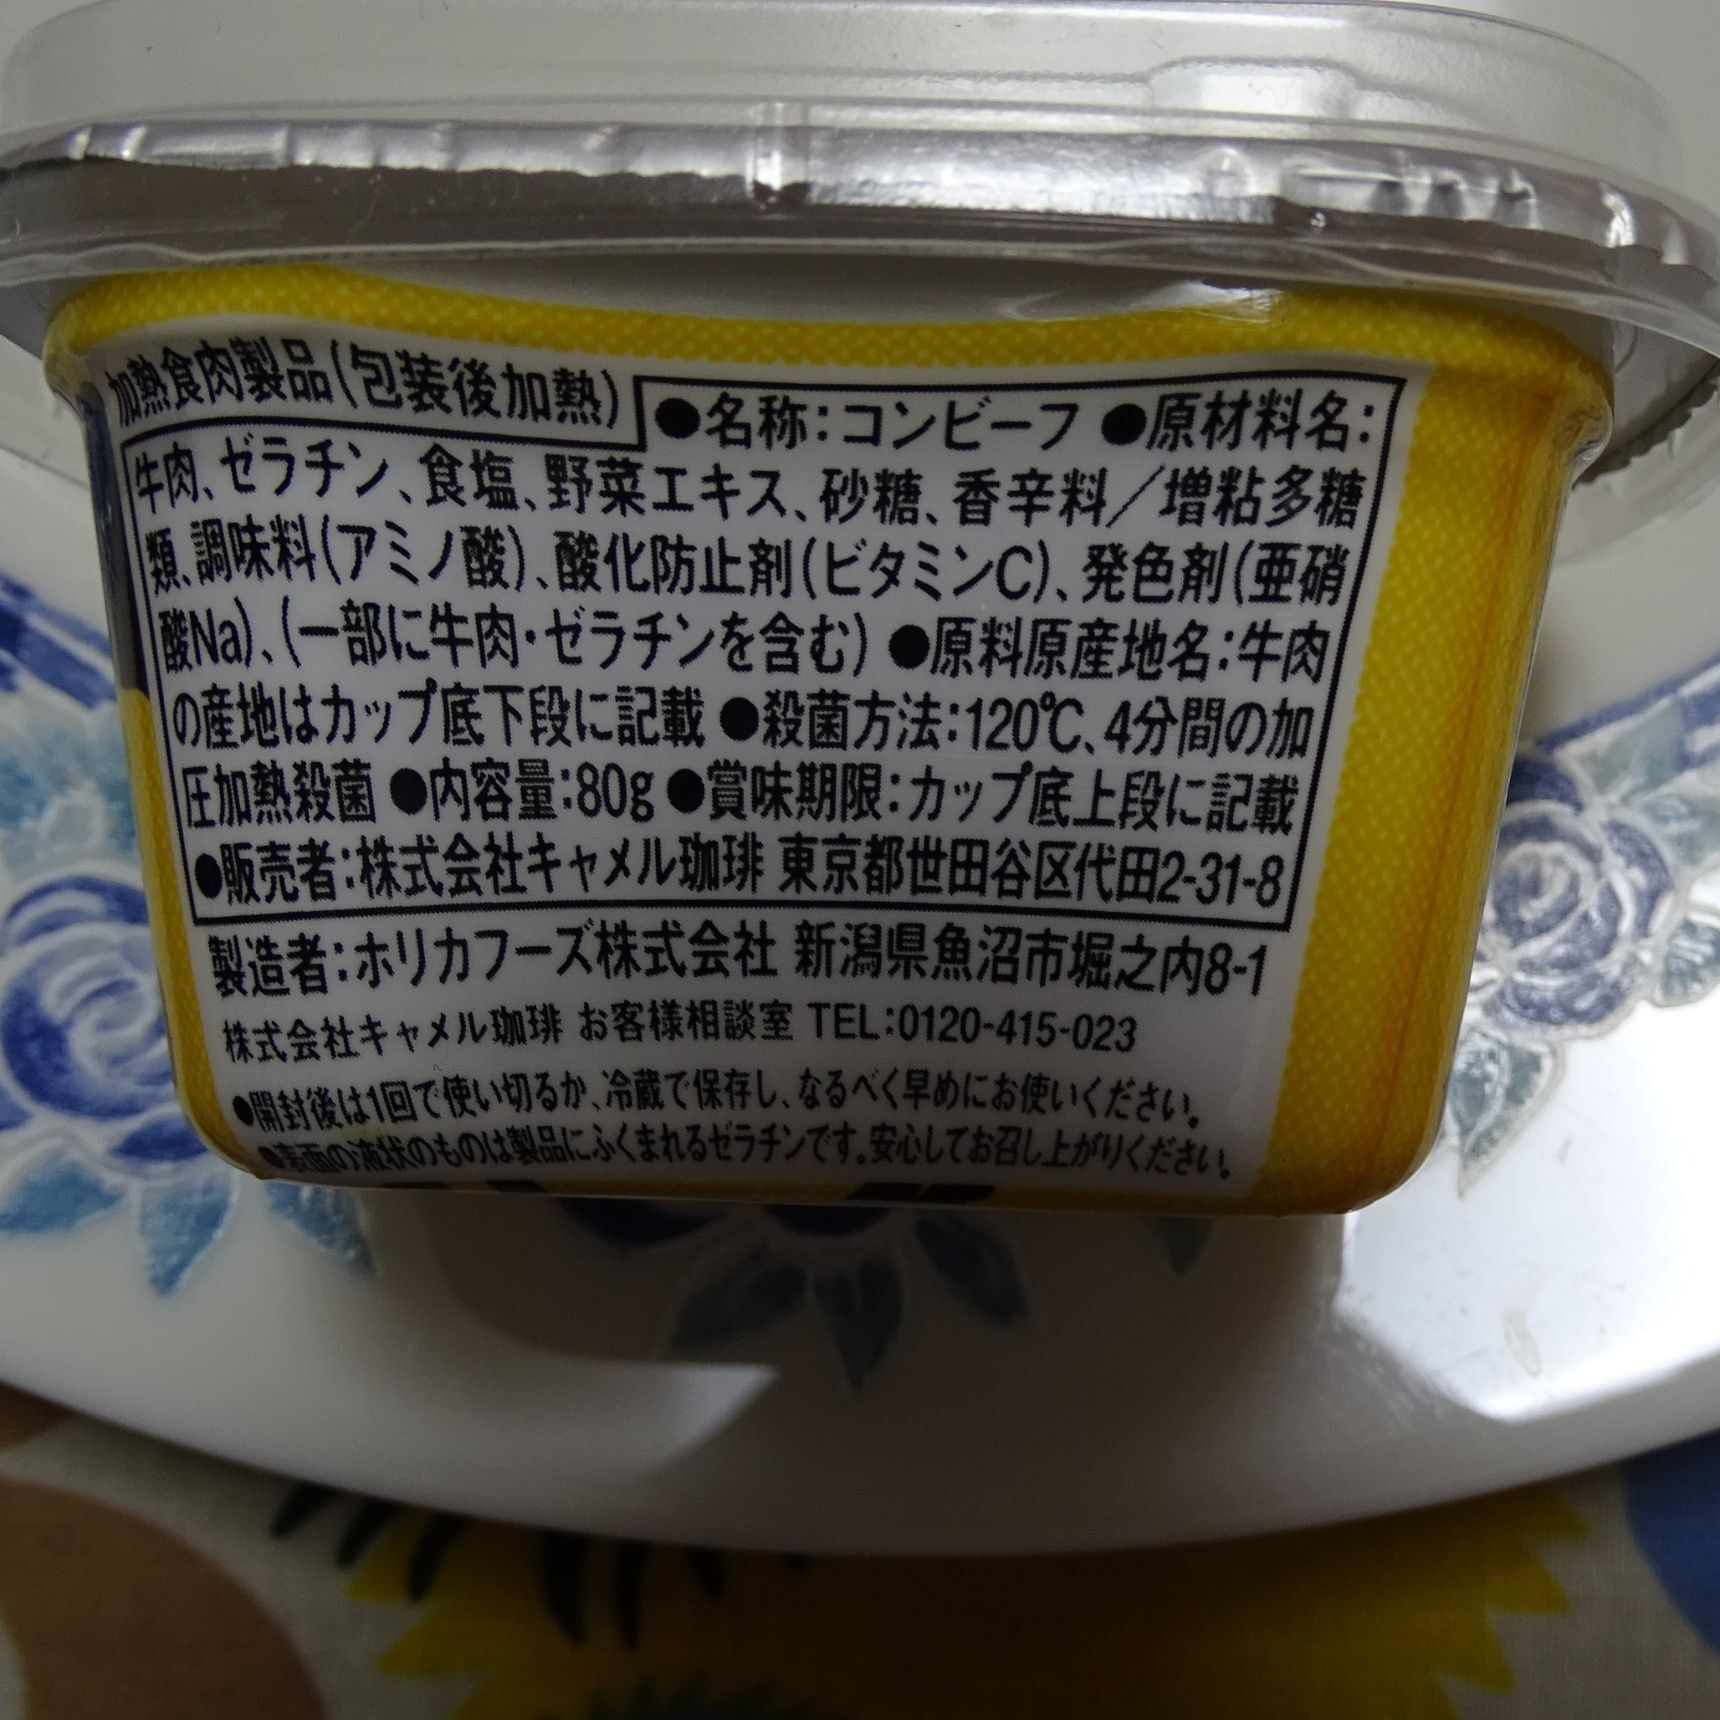 加熱食肉製品(包装後加熱)
●名称:コンビーフ ●原材料名:
牛肉、ゼラチン、食塩、野菜エキス、砂糖、香辛料／増粘多糖
類、調味料(アミノ酸)、酸化防止剤(ビタミンC)、発色剤(亜硝
酸Na)、(一部に牛肉・ゼラチンを含む) ●原料原産地名:牛肉
の産地はカップ底下段に記載 ●殺菌方法:120℃、4分間の加
圧加熱殺菌 ●内容量:80g ●賞味期限:カップ底上段に記載
●販売者:株式会社キャメル珈琲 東京都世田谷区代田2-31-8
製造者:ホリカフーズ株式会社 新潟県魚沼市堀之内8-1
株式会社キャメル珈琲 お客様相談室 TEL:0120-415-023
●開封後は1回で使い切るか、冷蔵で保存し、なるべく早めにお使いください。
●表面の液状のものは製品にふくまれるゼラチンです。安心してお召し上がりください。